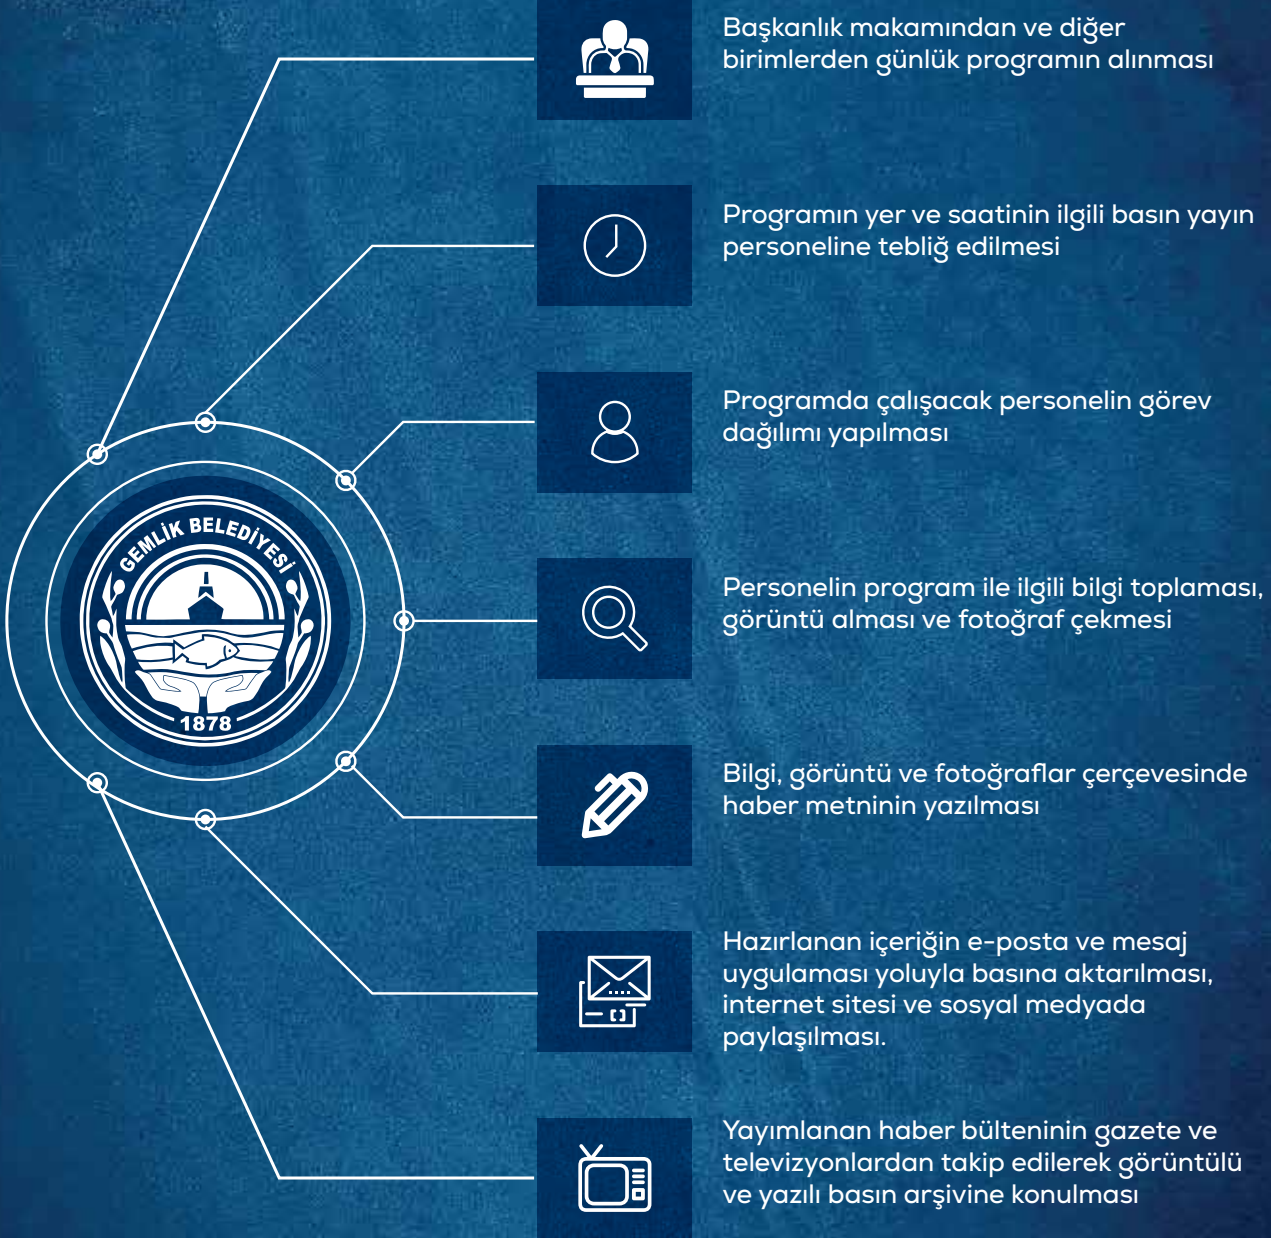 Başkanlık makamından ve diğer
birimlerden günlük programın alınması
Programın yer ve saatinin ilgili basın yayın
personeline tebliğ edilmesi
Programda çalışacak personelin görev
dağılımı yapılması
GEMLİK BELEDİYESİ
1878
Personelin program ile ilgili bilgi toplaması,
görüntü alması ve fotoğraf çekmesi
Bilgi, görüntü ve fotoğraflar çerçevesinde
haber metninin yazılması
Hazırlanan içeriğin e-posta ve mesaj
uygulaması yoluyla basına aktarılması,
internet sitesi ve sosyal medyada
paylaşılması.
Yayımlanan haber bülteninin gazete ve
televizyonlardan takip edilerek görüntülü
ve yazılı basın arşivine konulması